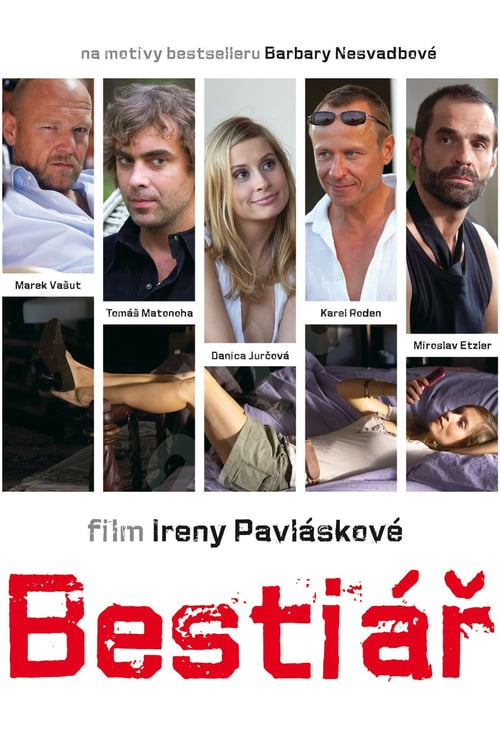 na motivy bestselleru Barbary Nesvadbové
Marek Vašut
Tomáš Matonoha
Danica Jurčová
Karel Roden
Miroslav Etzler
film Ireny Pavláskové
Bestiář